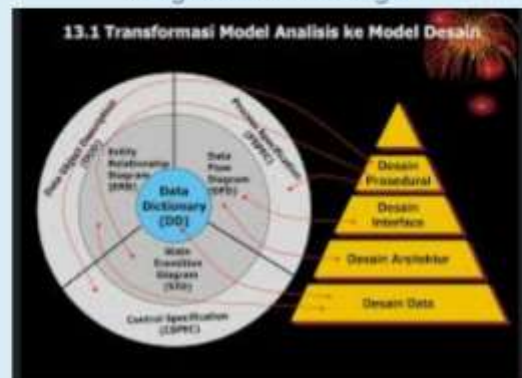 13.1 Transformasi Model Analisis ke Model Desain
Data Object Description
(DOD)
Process Specification
(PSPEC)
Entity
Relationship
Diagram
(ERD)
Data
Flow
Diagram
(DFD)
Data
Dictionary
(DD)
State
Transition
Diagram
(STD)
Control Specification
(CSPEC)
Desain
Prosedural
Desain
Interface
Desain Arsitektur
Desain Data